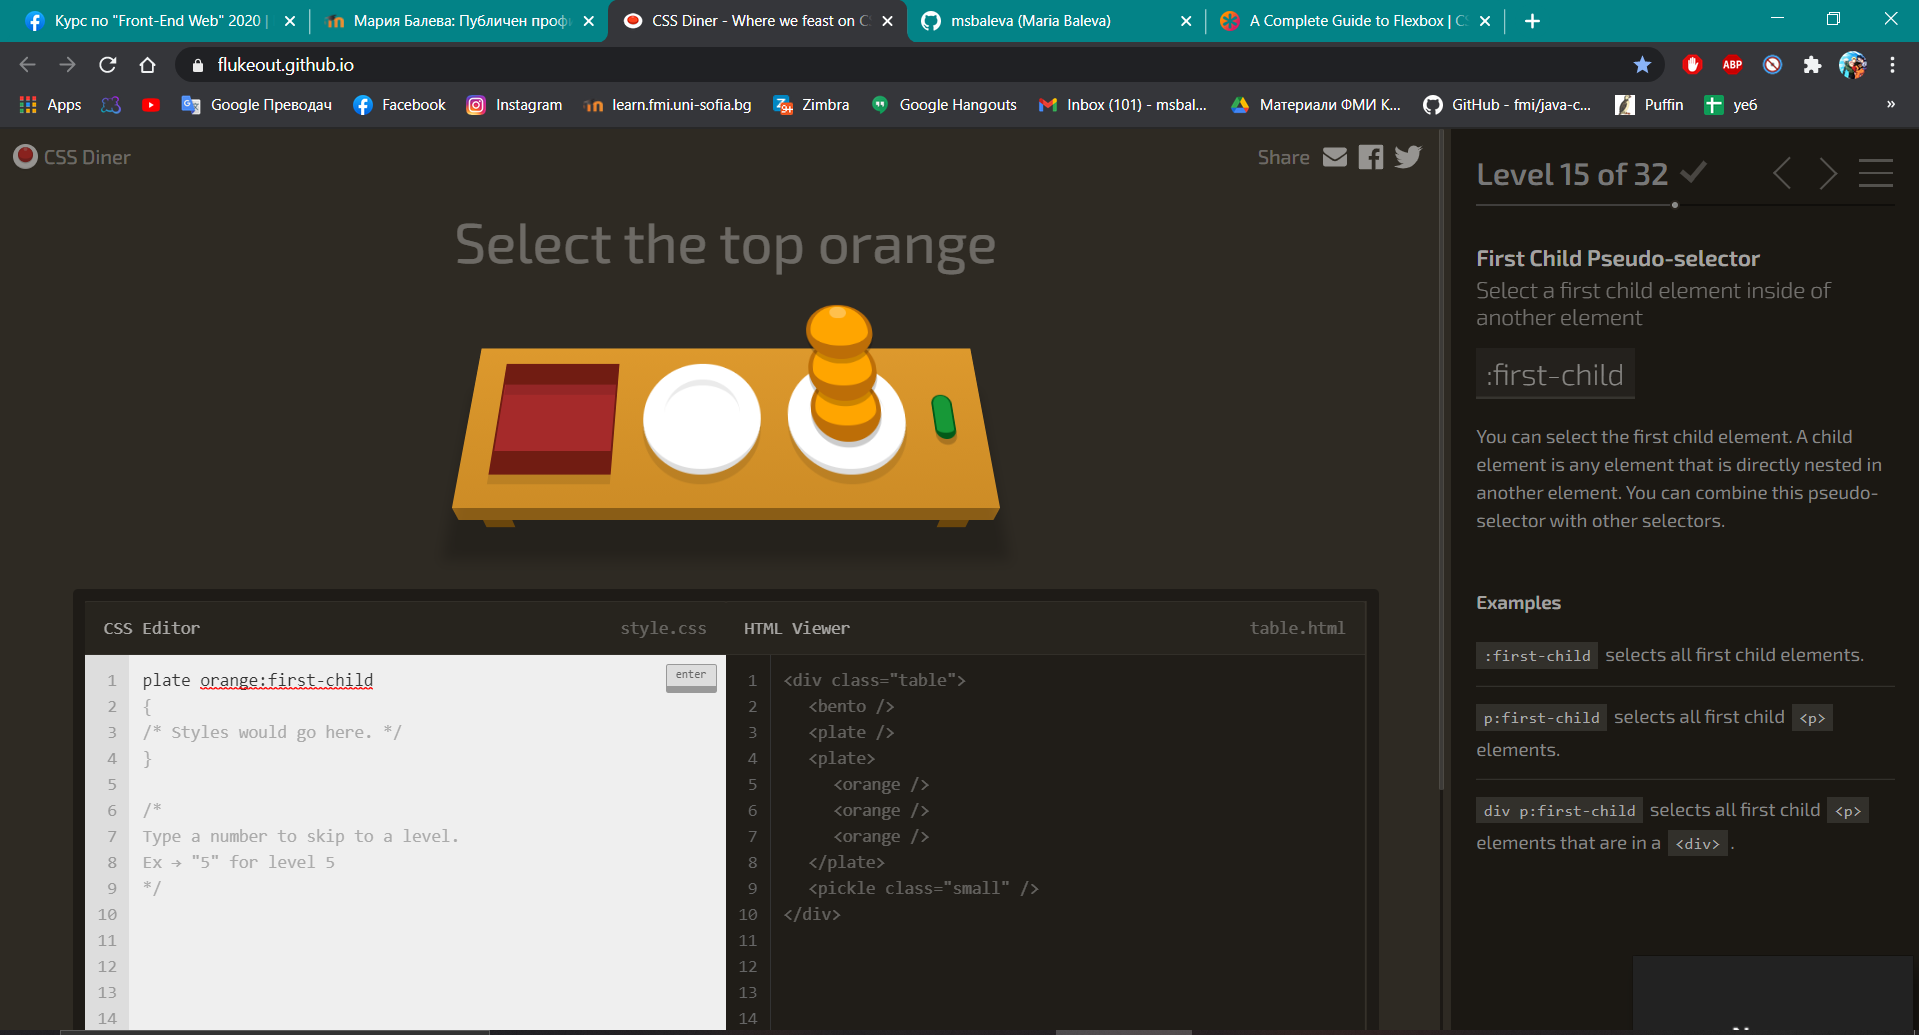 Курс по "Front-End Web" 2020 |
Мария Балева: Публичен проф
CSS Diner - Where we feast on CS
msbaleva (Maria Baleva)
A Complete Guide to Flexbox | CS
flukeout.github.io
ABP
Apps
Google Преводач
Facebook
Instagram
learn.fmi.uni-sofia.bg
Zimbra
Google Hangouts
Inbox (101) - msbal...
Материали ФМИ К...
GitHub - fmi/java-c...
Puffin
уеб
»
CSS Diner
Share
Select the top orange
CSS Editor
style.css
enter
1 plate orange:first-child
2 {
3 /* Styles would go here. */
4 }
5
6 /*
7 Type a number to skip to a level.
8 Ex → "5" for level 5
9 */
10
11
12
13
14
HTML Viewer
table.html
1 <div class="table">
2 <bento />
3 <plate />
4 <plate>
5 <orange />
6 <orange />
7 <orange />
8 </plate>
9 <pickle class="small" />
10 </div>
11
12
13
14
Level 15 of 32
First Child Pseudo-selector
Select a first child element inside of
another element
:first-child
You can select the first child element. A child
element is any element that is directly nested in
another element. You can combine this pseudo-
selector with other selectors.
Examples
:first-child selects all first child elements.
p:first-child selects all first child <p>
elements.
div p:first-child selects all first child <p>
elements that are in a <div> .